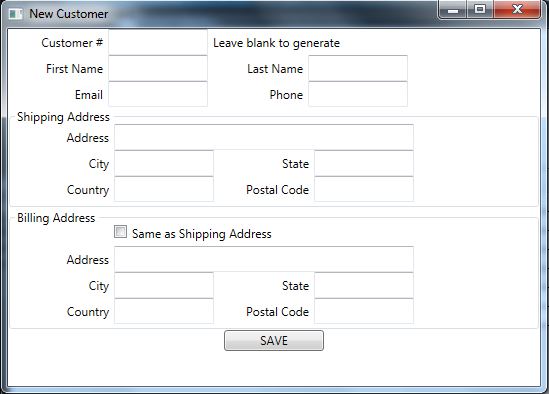 New Customer
Customer # Leave blank to generate
First Name Last Name
Email Phone
Shipping Address
Address
City State
Country Postal Code
Billing Address
Same as Shipping Address
Address
City State
Country Postal Code
SAVE